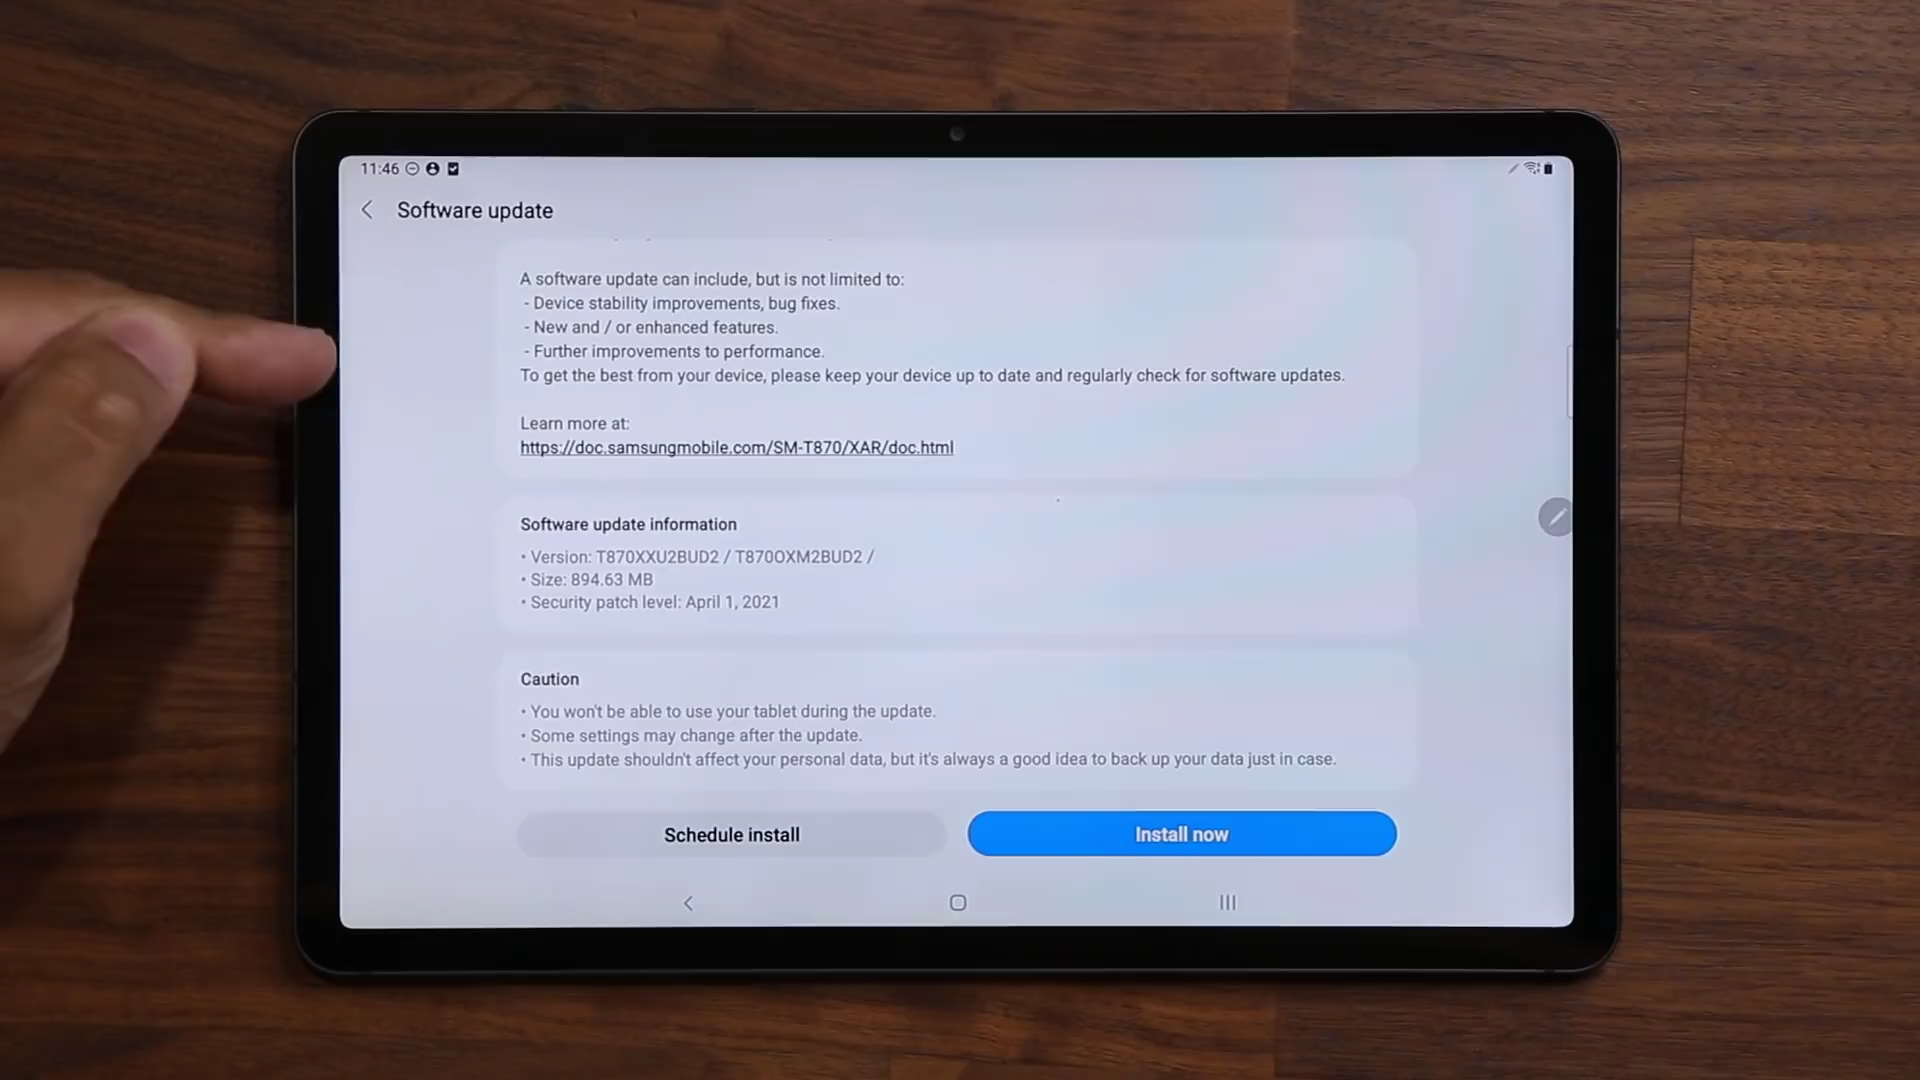 11:46
Software update
A software update can include, but is not limited to:
- Device stability improvements, bug fixes.
- New and / or enhanced features.
- Further improvements to performance.
To get the best from your device, please keep your device up to date and regularly check for software updates.
Learn more at:
https://doc.samsungmobile.com/SM-T870/XAR/doc.html
Software update information
• Version: T870XXU2BUD2 / T870OXM2BUD2 /
• Size: 894.63 MB
• Security patch level: April 1, 2021
Caution
• You won't be able to use your tablet during the update.
• Some settings may change after the update.
• This update shouldn't affect your personal data, but it's always a good idea to back up your data just in case.
Schedule install
Install now